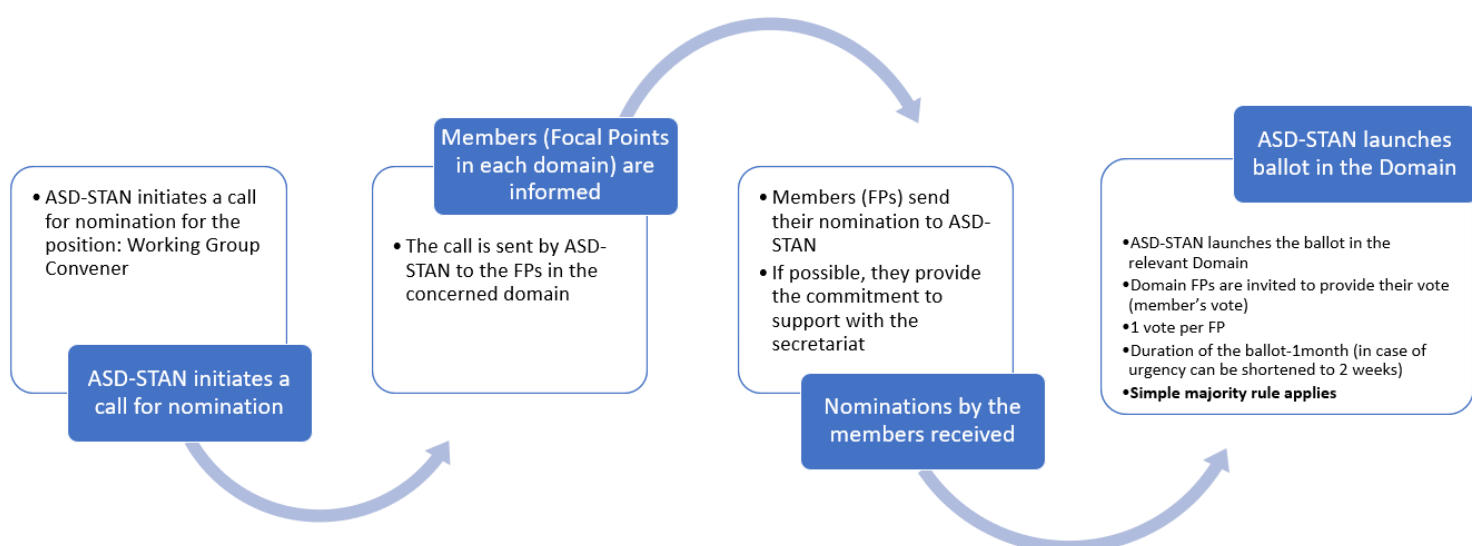 • ASD-STAN initiates a call
for nomination for the
position: Working Group
Convener
ASD-STAN initiates a
call for nomination
Members (Focal Points
in each domain) are
informed
• The call is sent by ASD-
STAN to the FPs in the
concerned domain
• Members (FPs) send
their nomination to ASD-
STAN
• If possible, they provide
the commitment to
support with the
secretariat
Nominations by the
members received
ASD-STAN launches
ballot in the Domain
•ASD-STAN launches the ballot in the
relevant Domain
•Domain FPs are invited to provide their vote
(member’s vote)
•1 vote per FP
•Duration of the ballot-1month (in case of
urgency can be shortened to 2 weeks)
•Simple majority rule applies